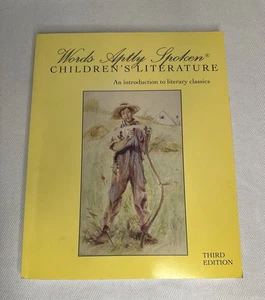 Words Aptly Spoken®
CHILDREN'S LITERATURE
An introduction to literary classics
THIRD
EDITION